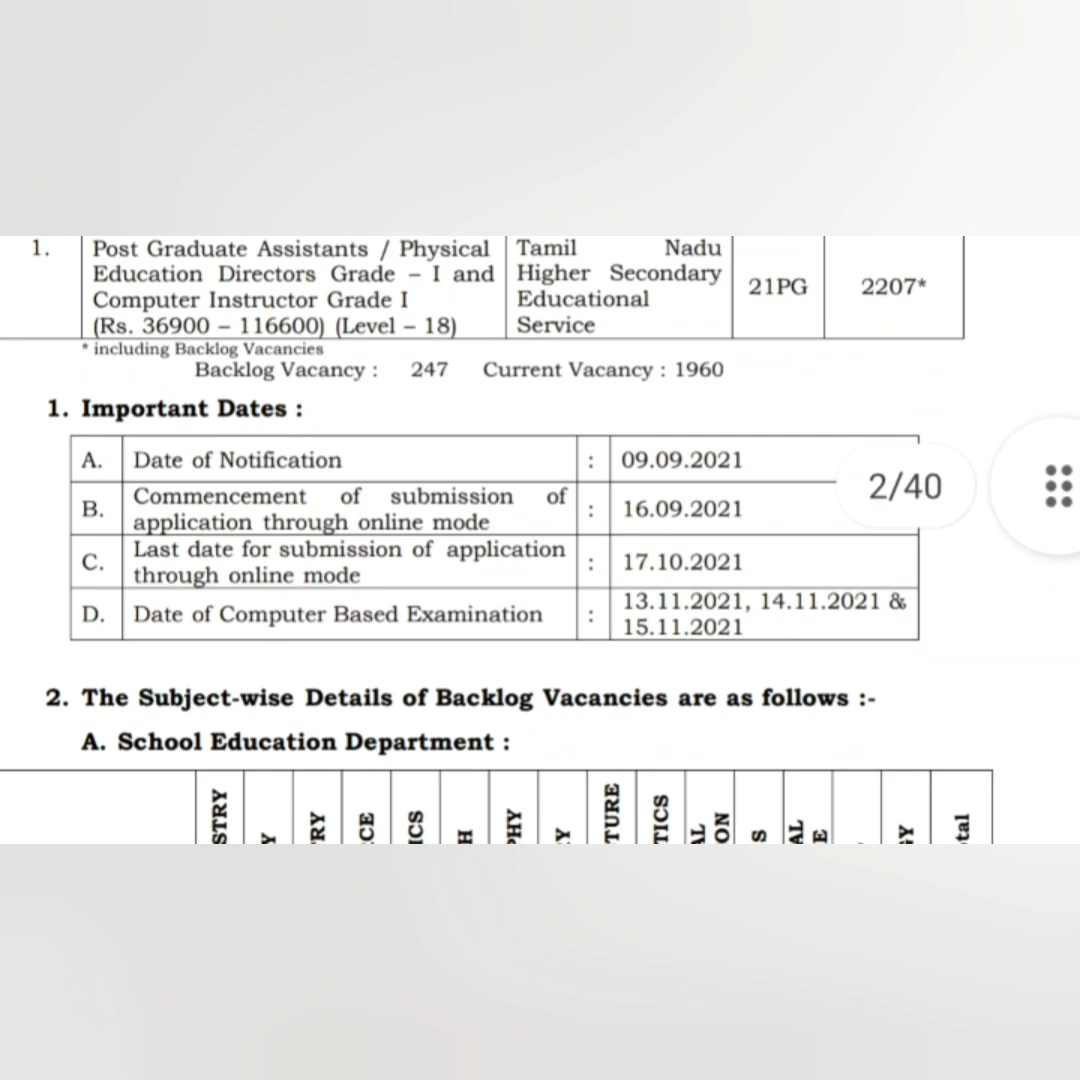 1. Post Graduate Assistants / Physical Tamil Nadu
Education Directors Grade – I and Higher Secondary
Computer Instructor Grade I Educational 21PG 2207*
(Rs. 36900 – 116600) (Level – 18) Service
* including Backlog Vacancies
Backlog Vacancy : 247 Current Vacancy : 1960
1. Important Dates :
A. Date of Notification : 09.09.2021
2/40
B. Commencement of submission of application through online mode : 16.09.2021
C. Last date for submission of application through online mode : 17.10.2021
D. Date of Computer Based Examination : 13.11.2021, 14.11.2021 &
15.11.2021
2. The Subject-wise Details of Backlog Vacancies are as follows :-
A. School Education Department :